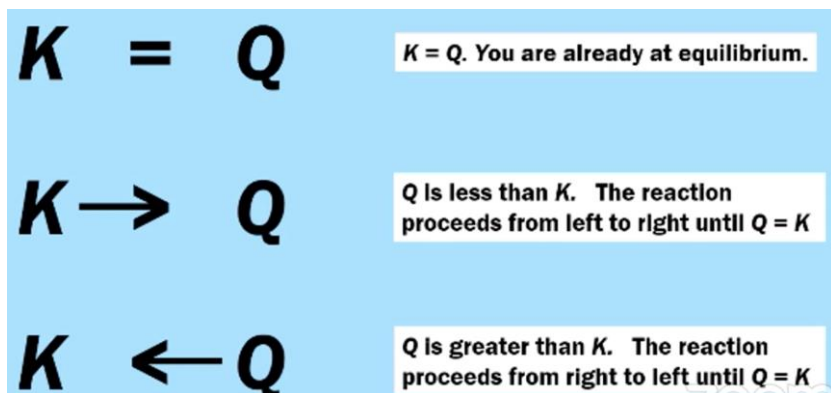 K = Q
K = Q. You are already at equilibrium.
K → Q
Q is less than K. The reaction
proceeds from left to right until Q = K
K ← Q
Q is greater than K. The reaction
proceeds from right to left until Q = K
zoom